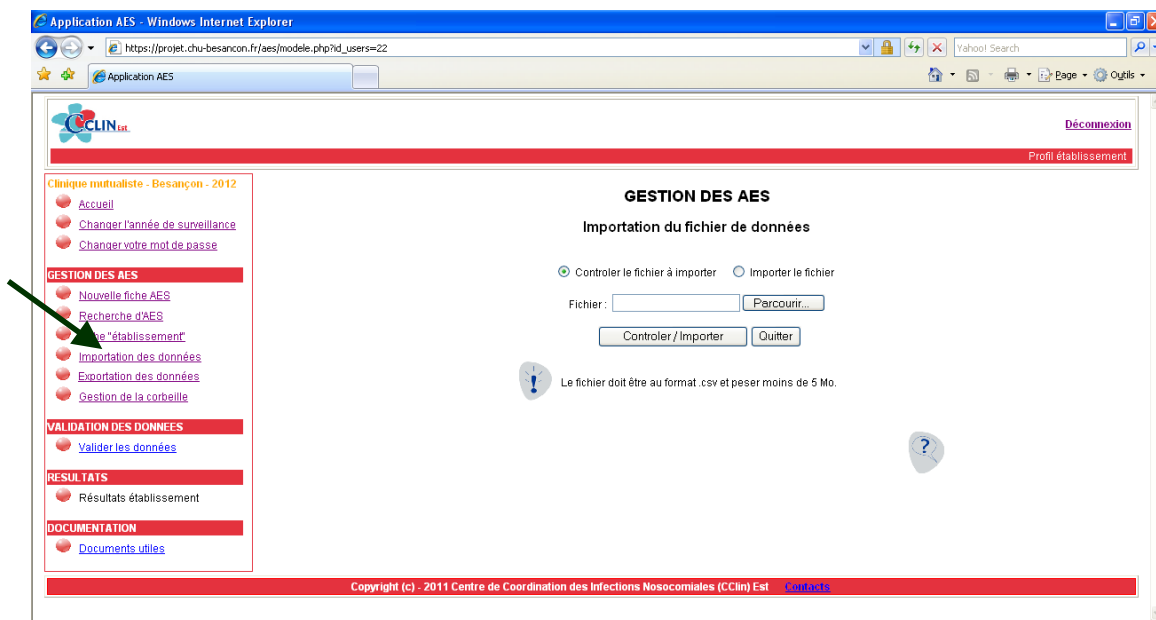 Application AES - Windows Internet Explorer
https://projet.chu-besancon.fr/aes/modele.php?id_users=22
Yahoo! Search
Application AES
Page
Outils
CCLIN Est
Déconnexion
Profil établissement
Clinique mutualiste - Besançon - 2012
Accueil
Changer l'année de surveillance
Changer votre mot de passe
GESTION DES AES
Nouvelle fiche AES
Recherche d'AES
"établissement"
Importation des données
Exportation des données
Gestion de la corbeille
VALIDATION DES DONNEES
Valider les données
RESULTATS
Résultats établissement
DOCUMENTATION
Documents utiles
GESTION DES AES
Importation du fichier de données
Controler le fichier à importer Importer le fichier
Fichier : Parcourir...
Controler / Importer Quitter
Le fichier doit être au format .csv et peser moins de 5 Mo.
Copyright (c) - 2011 Centre de Coordination des Infections Nosocomiales (CClin) Est Contacts